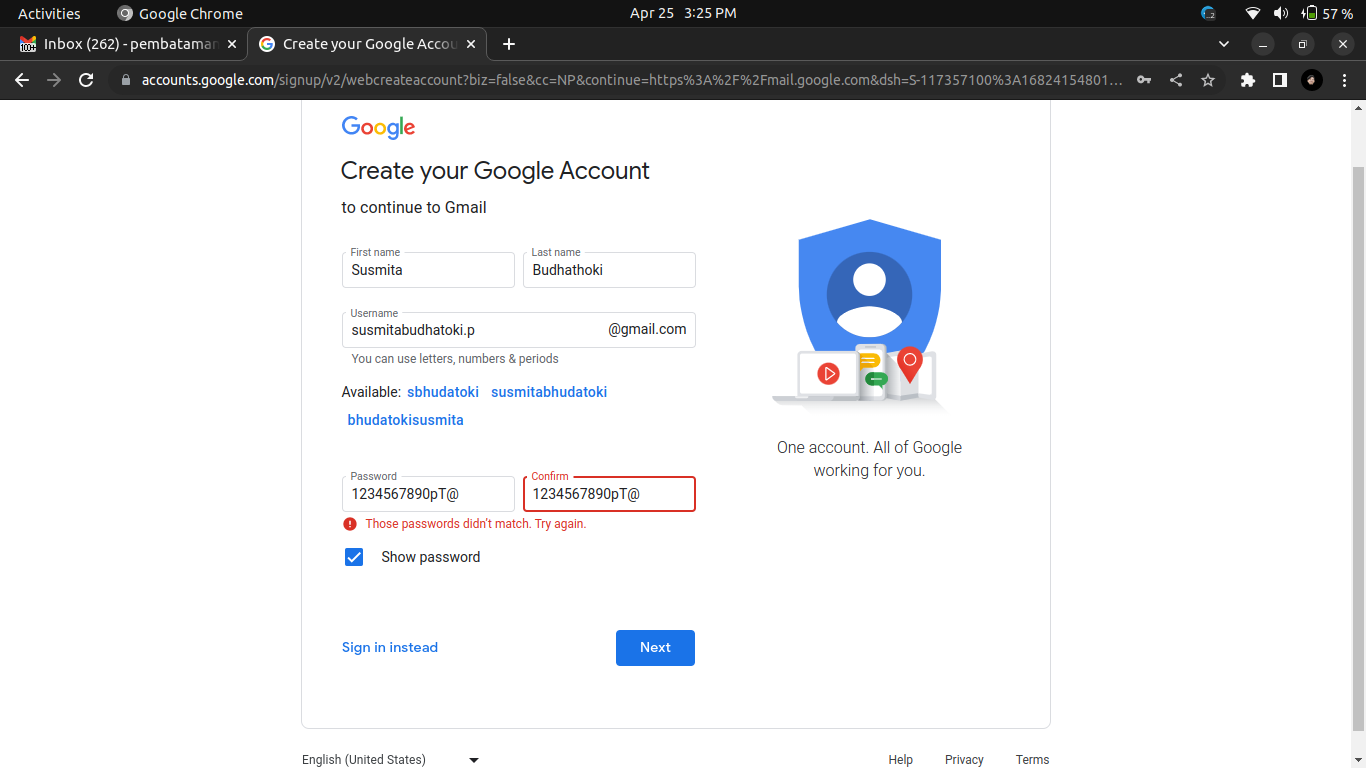 Activities Google Chrome Apr 25 3:25 PM 57 %
Inbox (262) - pembataman Create your Google Accou
accounts.google.com/signup/v2/webcreateaccount?biz=false&cc=NP&continue=https%3A%2F%2Fmail.google.com&dsh=S-117357100%3A16824154801...
Google
Create your Google Account
to continue to Gmail
First name Last name
Susmita Budhathoki
Username
susmitabudhatoki.p @gmail.com
You can use letters, numbers & periods
Available: sbhudatoki susmitabhudatoki
bhudatokisusmita
One account. All of Google
working for you.
Password Confirm
1234567890pT@ 1234567890pT@
Those passwords didn't match. Try again.
Show password
Sign in instead Next
English (United States) Help Privacy Terms